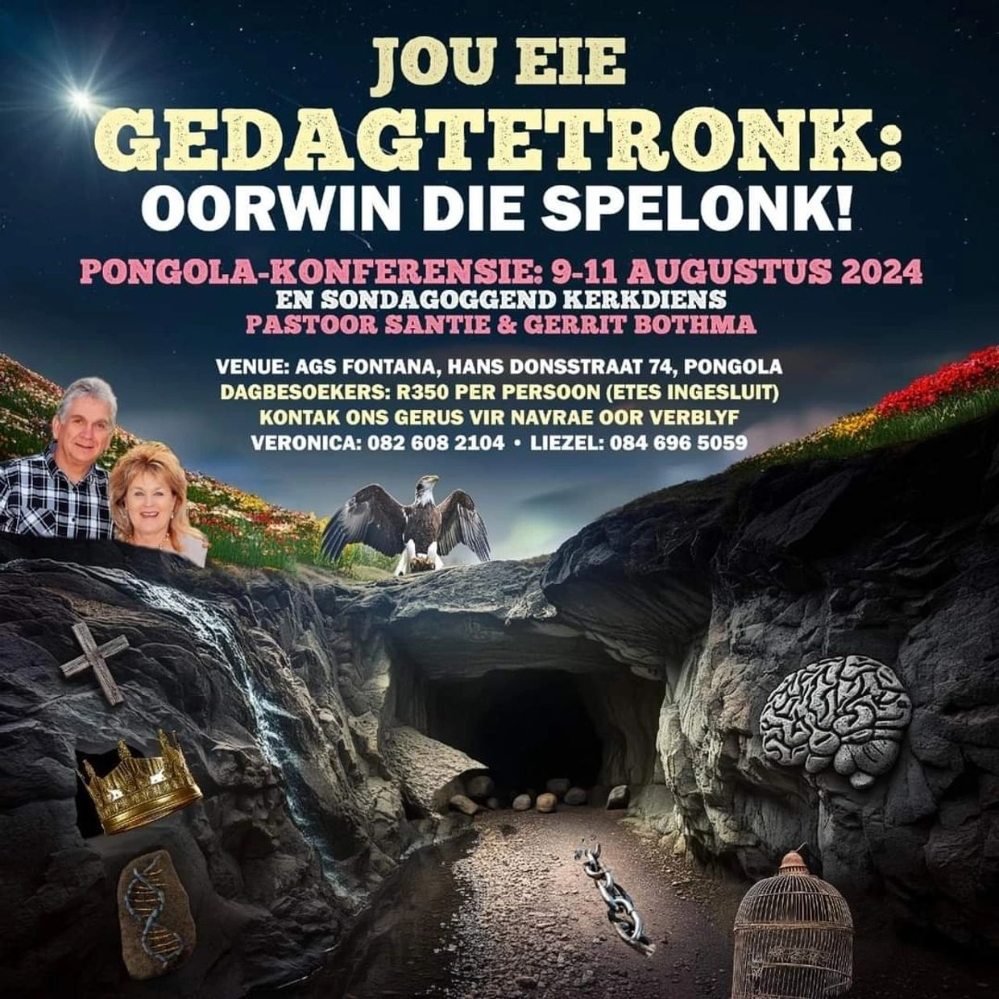 JOU EIE
GEDAGTETRONK:
OORWIN DIE SPELONK!
PONGOLA-KONFERENSIE: 9-11 AUGUSTUS 2024
EN SONDAGOGGEND KERKDIENS
PASTOOR SANTIE & GERRIT BOTHMA
VENUE: AGS FONTANA, HANS DONSSTRAAT 74, PONGOLA
DAGBESOEKERS: R350 PER PERSOON (ETES INGESLUIT)
KONTAK ONS GERUS VIR NAVRAE OOR VERBLYF
VERONICA: 082 608 2104 • LIEZEL: 084 696 5059